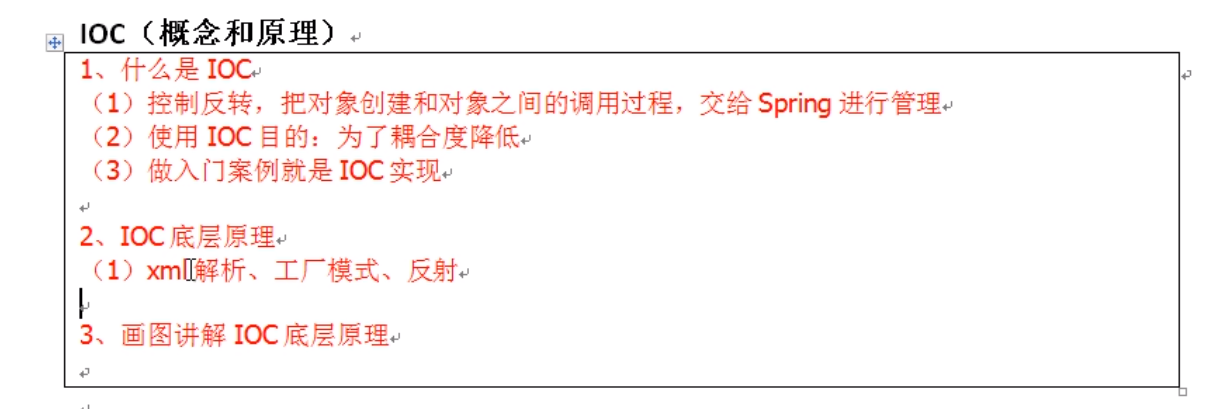 IOC（概念和原理）
1、什么是 IOC
（1）控制反转，把对象创建和对象之间的调用过程，交给 Spring 进行管理
（2）使用 IOC 目的：为了耦合度降低
（3）做入门案例就是 IOC 实现
2、IOC 底层原理
（1）xml 解析、工厂模式、反射
3、画图讲解 IOC 底层原理